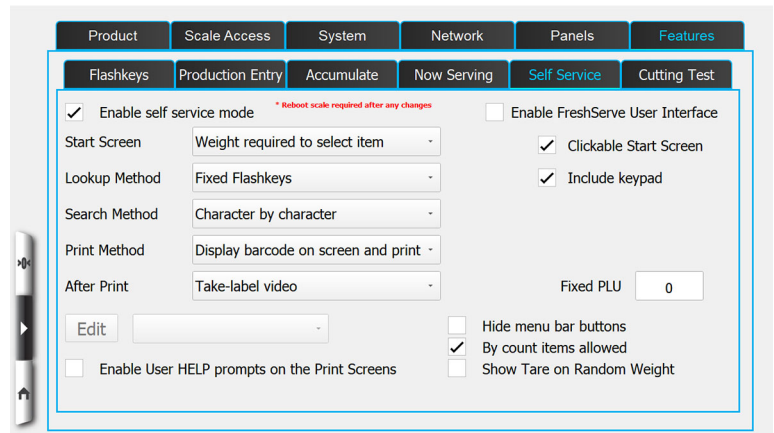 Product Scale Access System Network Panels Features
Flashkeys Production Entry Accumulate Now Serving Self Service Cutting Test
Enable self service mode * Reboot scale required after any changes Enable FreshServe User Interface
Start Screen Weight required to select item Clickable Start Screen
Lookup Method Fixed Flashkeys Include keypad
Search Method Character by character
Print Method Display barcode on screen and print
After Print Take-label video Fixed PLU 0
Edit Hide menu bar buttons
By count items allowed
Enable User HELP prompts on the Print Screens Show Tare on Random Weight
>0<